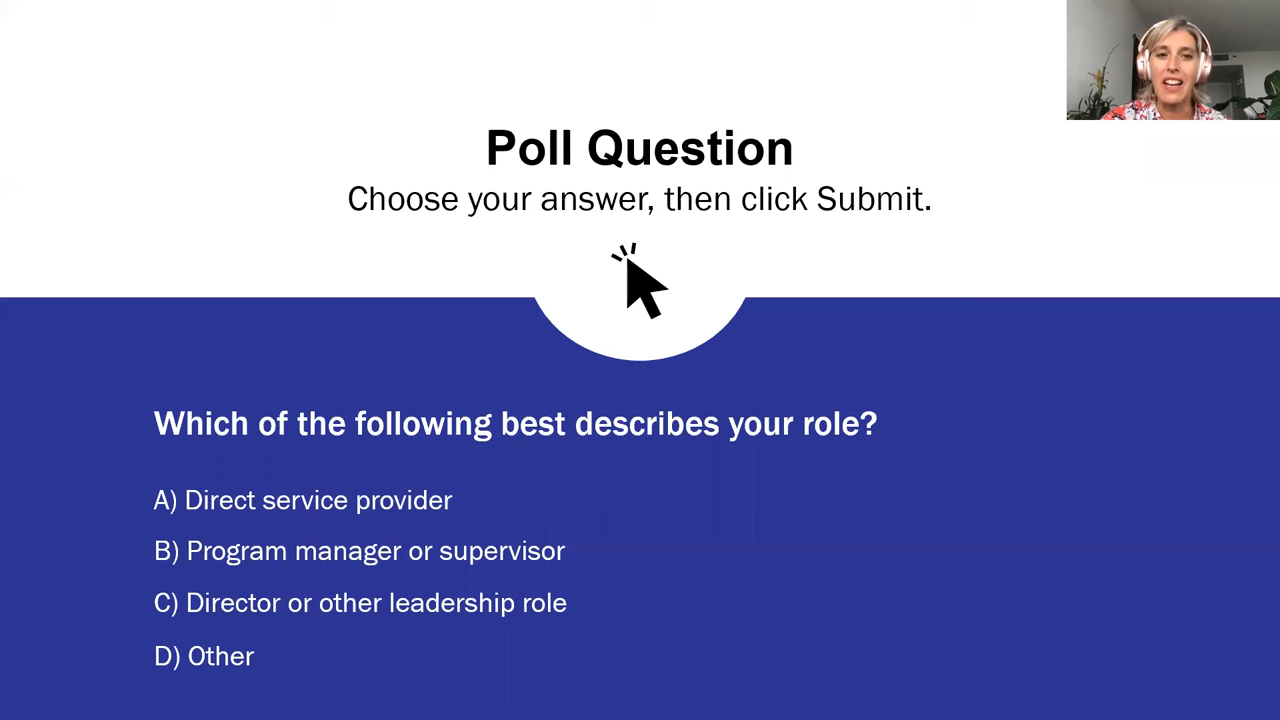 Poll Question
Choose your answer, then click Submit.
Which of the following best describes your role?
A) Direct service provider
B) Program manager or supervisor
C) Director or other leadership role
D) Other